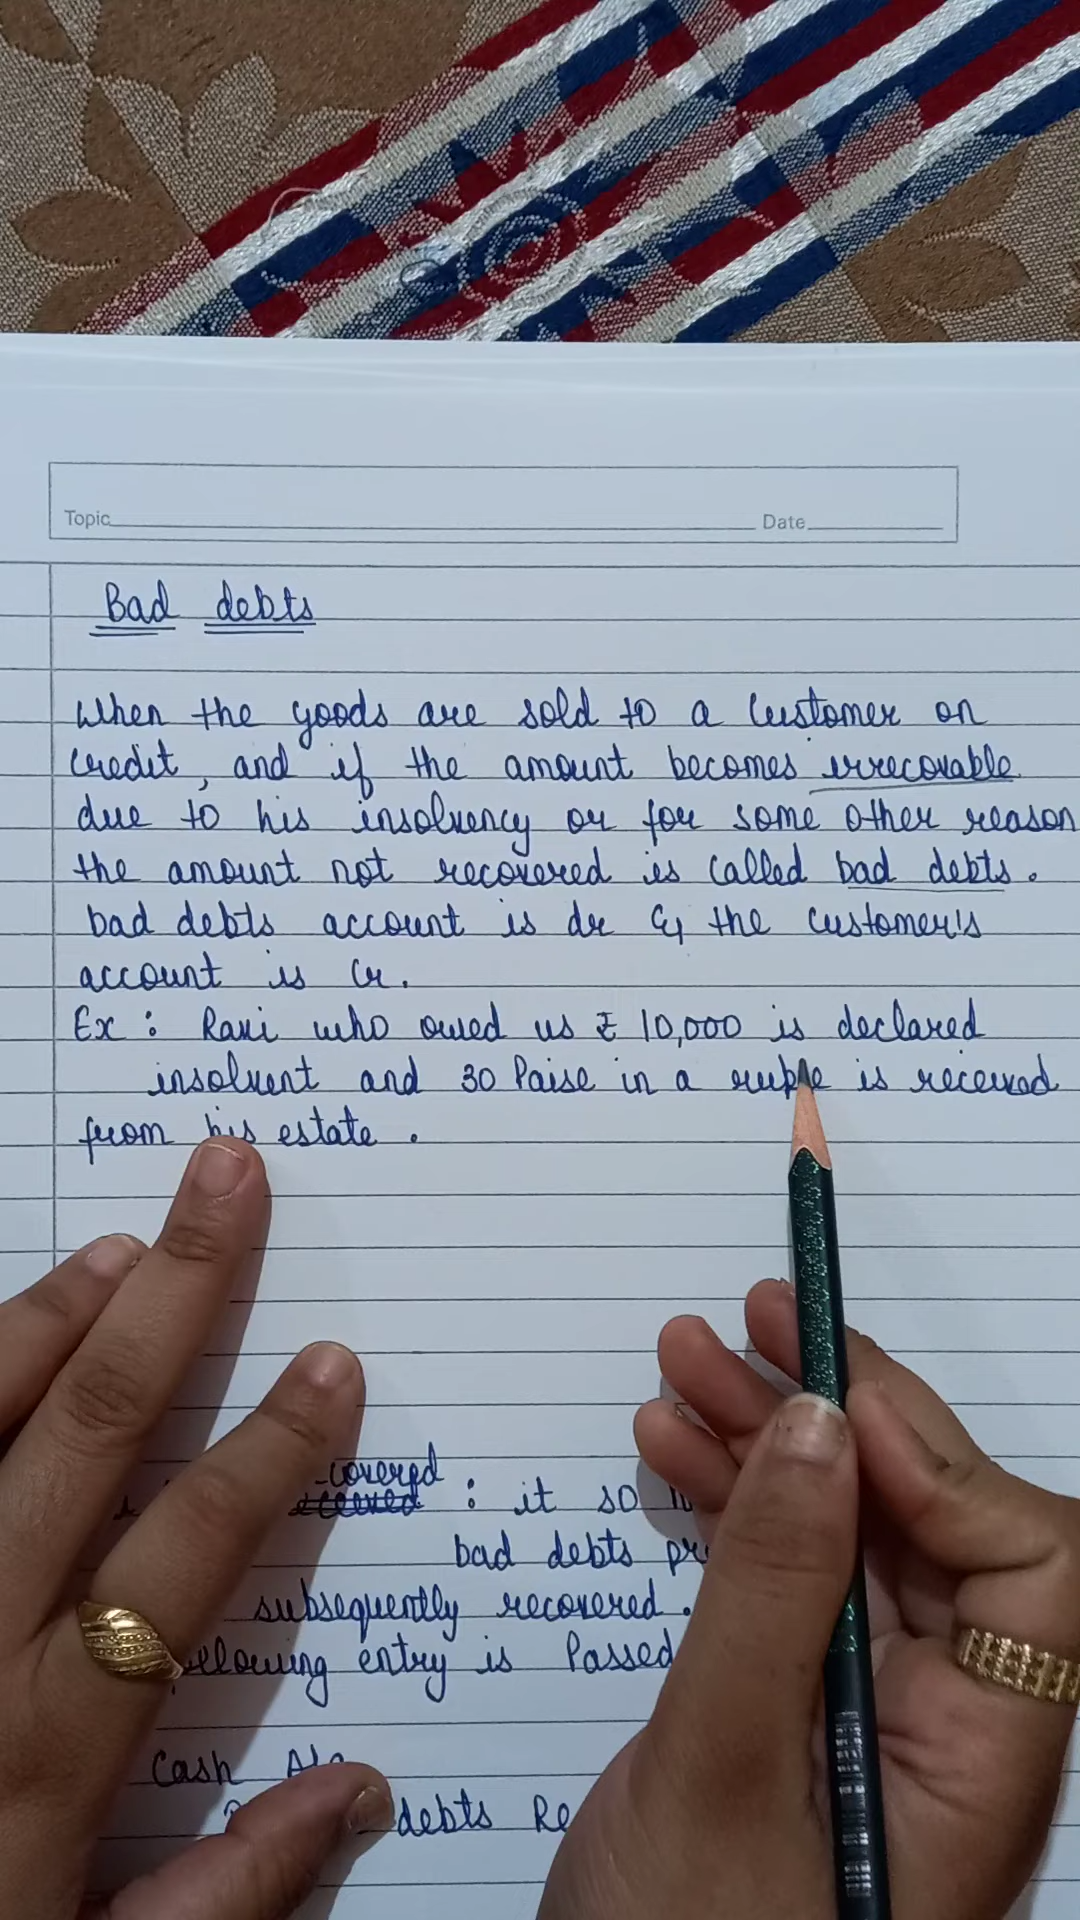 Topic Date
Bad debts
When the goods are sold to a customer on
credit, and if the amount becomes irrecovable
due to his insolvency or for some other reason
the amount not recovered is called bad debts.
bad debts account is dr & the customer's
account is cr.
Ex : Ravi who owed us ₹ 10,000 is declared
insolvent and 30 Paise in a rupee is received
from his estate.
covered
: it so
bad debts
subsequently recovered.
entry is Passed
Cash A/c
debts